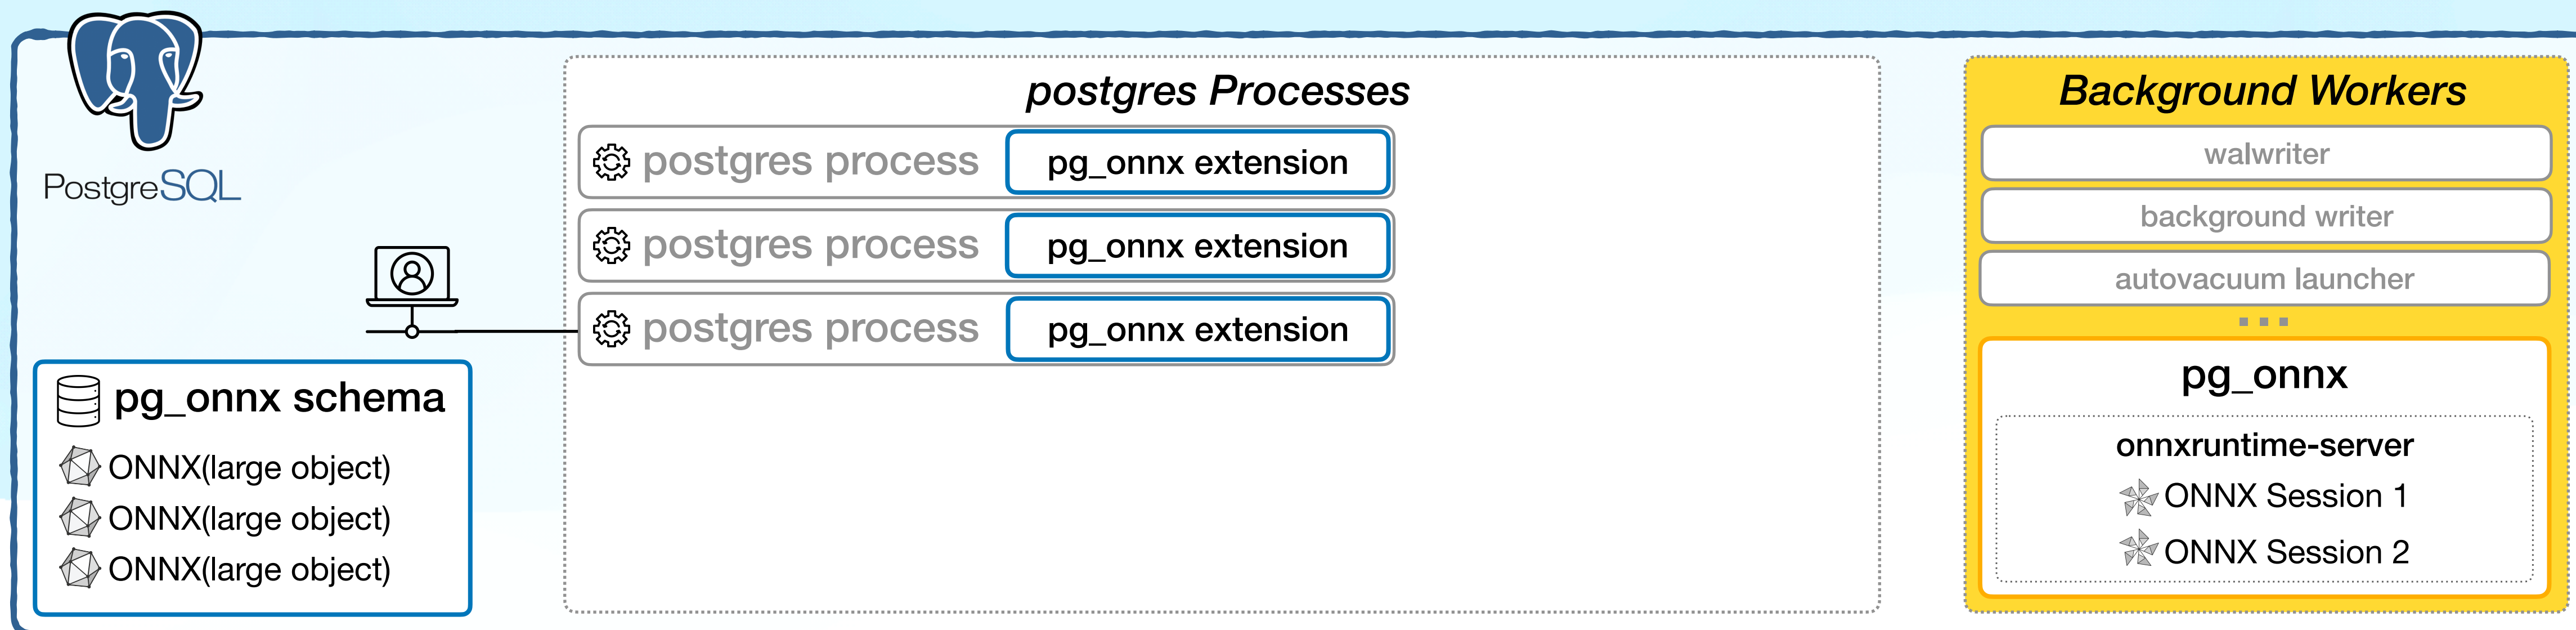 PostgreSQL
postgres Processes
postgres process
pg_onnx extension
postgres process
pg_onnx extension
postgres process
pg_onnx extension
pg_onnx schema
ONNX(large object)
ONNX(large object)
ONNX(large object)
Background Workers
walwriter
background writer
autovacuum launcher
...
pg_onnx
onnxruntime-server
ONNX Session 1
ONNX Session 2